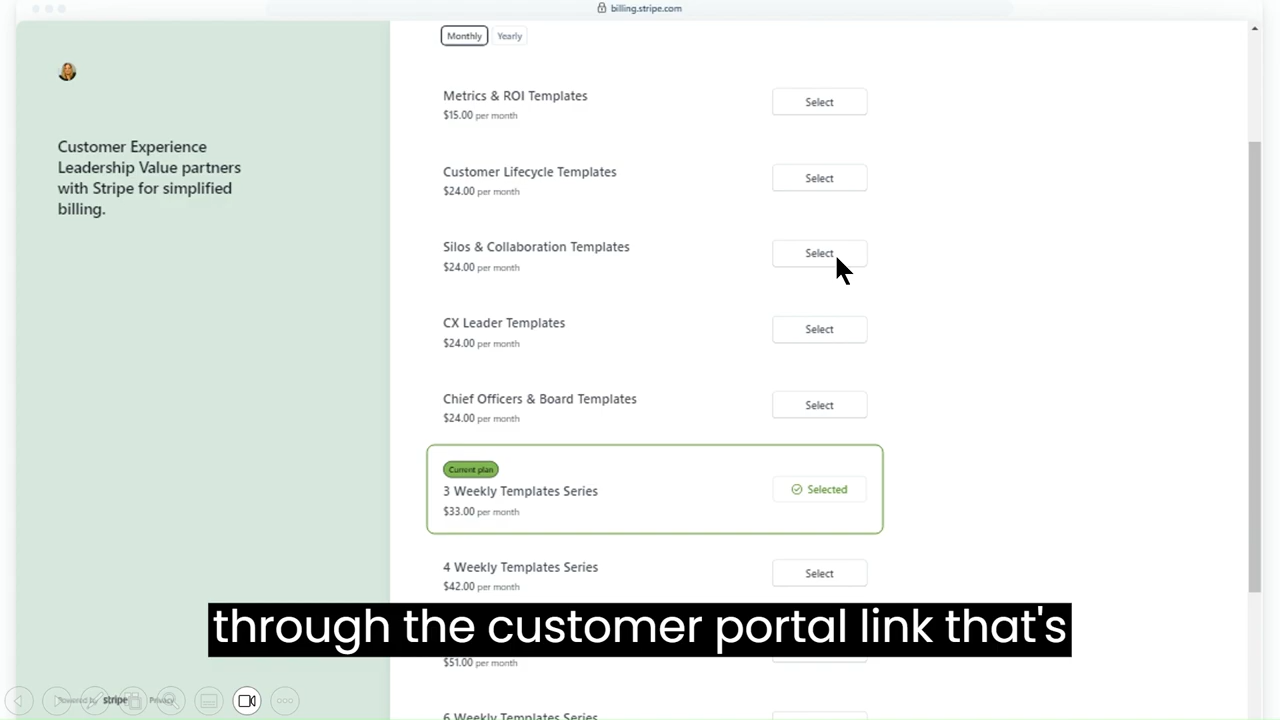 billing.stripe.com
Monthly Yearly
Customer Experience
Leadership Value partners
with Stripe for simplified
billing.
Metrics & ROI Templates
$15.00 per month
Select
Customer Lifecycle Templates
$24.00 per month
Select
Silos & Collaboration Templates
$24.00 per month
Select
CX Leader Templates
$24.00 per month
Select
Chief Officers & Board Templates
$24.00 per month
Select
Current plan
3 Weekly Templates Series
$33.00 per month
Selected
4 Weekly Templates Series
$42.00 per month
Select
through the customer portal link that's
$51.00 per month
Powered by stripe Privacy
6 Weekly Templates Series